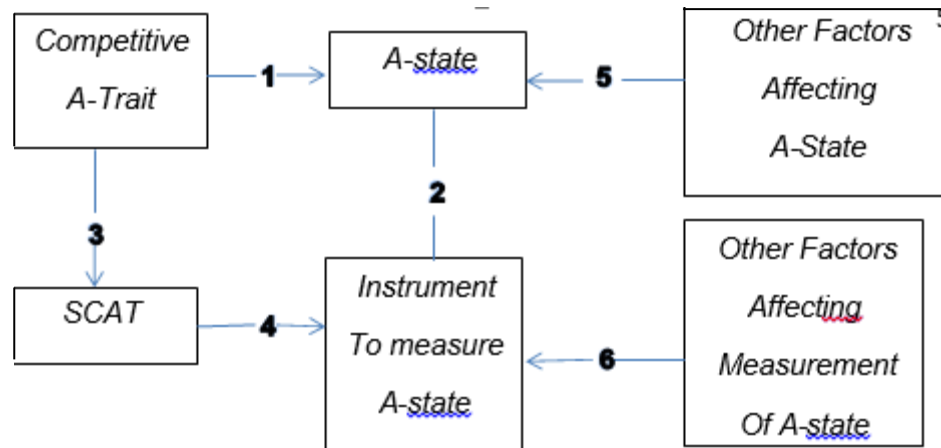 Competitive
A-Trait
1
A-state
5
Other Factors
Affecting
A-State
3
2
SCAT
4
Instrument
To measure
A-state
6
Other Factors
Affecting
Measurement
Of A-state